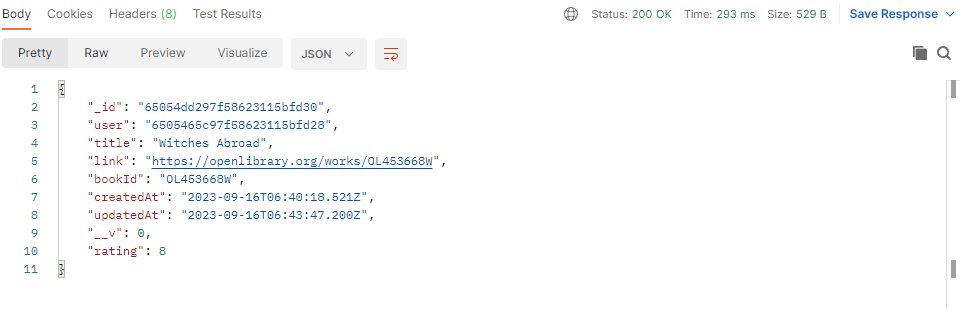 Body Cookies Headers (8) Test Results Status: 200 OK Time: 293 ms Size: 529 B Save Response
Pretty Raw Preview Visualize JSON
1 {
2 "_id": "65054dd297f58623115bfd30",
3 "user": "6505465c97f58623115bfd28",
4 "title": "Witches Abroad",
5 "link": "https://openlibrary.org/works/OL453668W",
6 "bookId": "OL453668W",
7 "createdAt": "2023-09-16T06:40:18.521Z",
8 "updatedAt": "2023-09-16T06:43:47.200Z",
9 "__v": 0,
10 "rating": 8
11 }